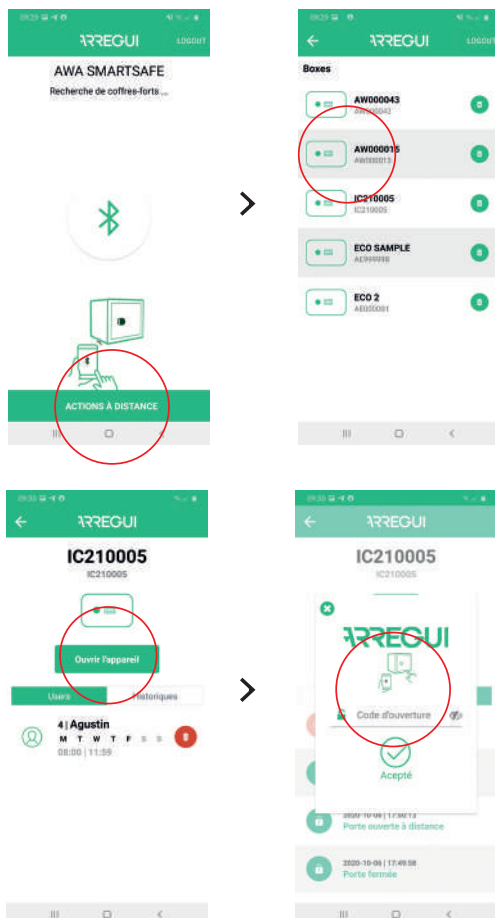 ARREGUI
LOGOUT
AWA SMARTSAFE
Recherche de coffres-forts ...
ACTIONS À DISTANCE
>
ARREGUI
LOGOUT
Boxes
AW000043
AW000015
IC210005
IC210005
ECO SAMPLE
ECO 2
ARREGUI
IC210005
IC210005
Ouvrir l'appareil
Users
Historiques
4 | Agustin
M T W T F S S
08:00 | 11:59
>
ARREGUI
IC210005
IC210005
ARREGUI
Code d'ouverture
Acepté
2020-10-06 | 17:50:13
Porte ouverte à distance
2020-10-06 | 17:49:58
Porte fermée